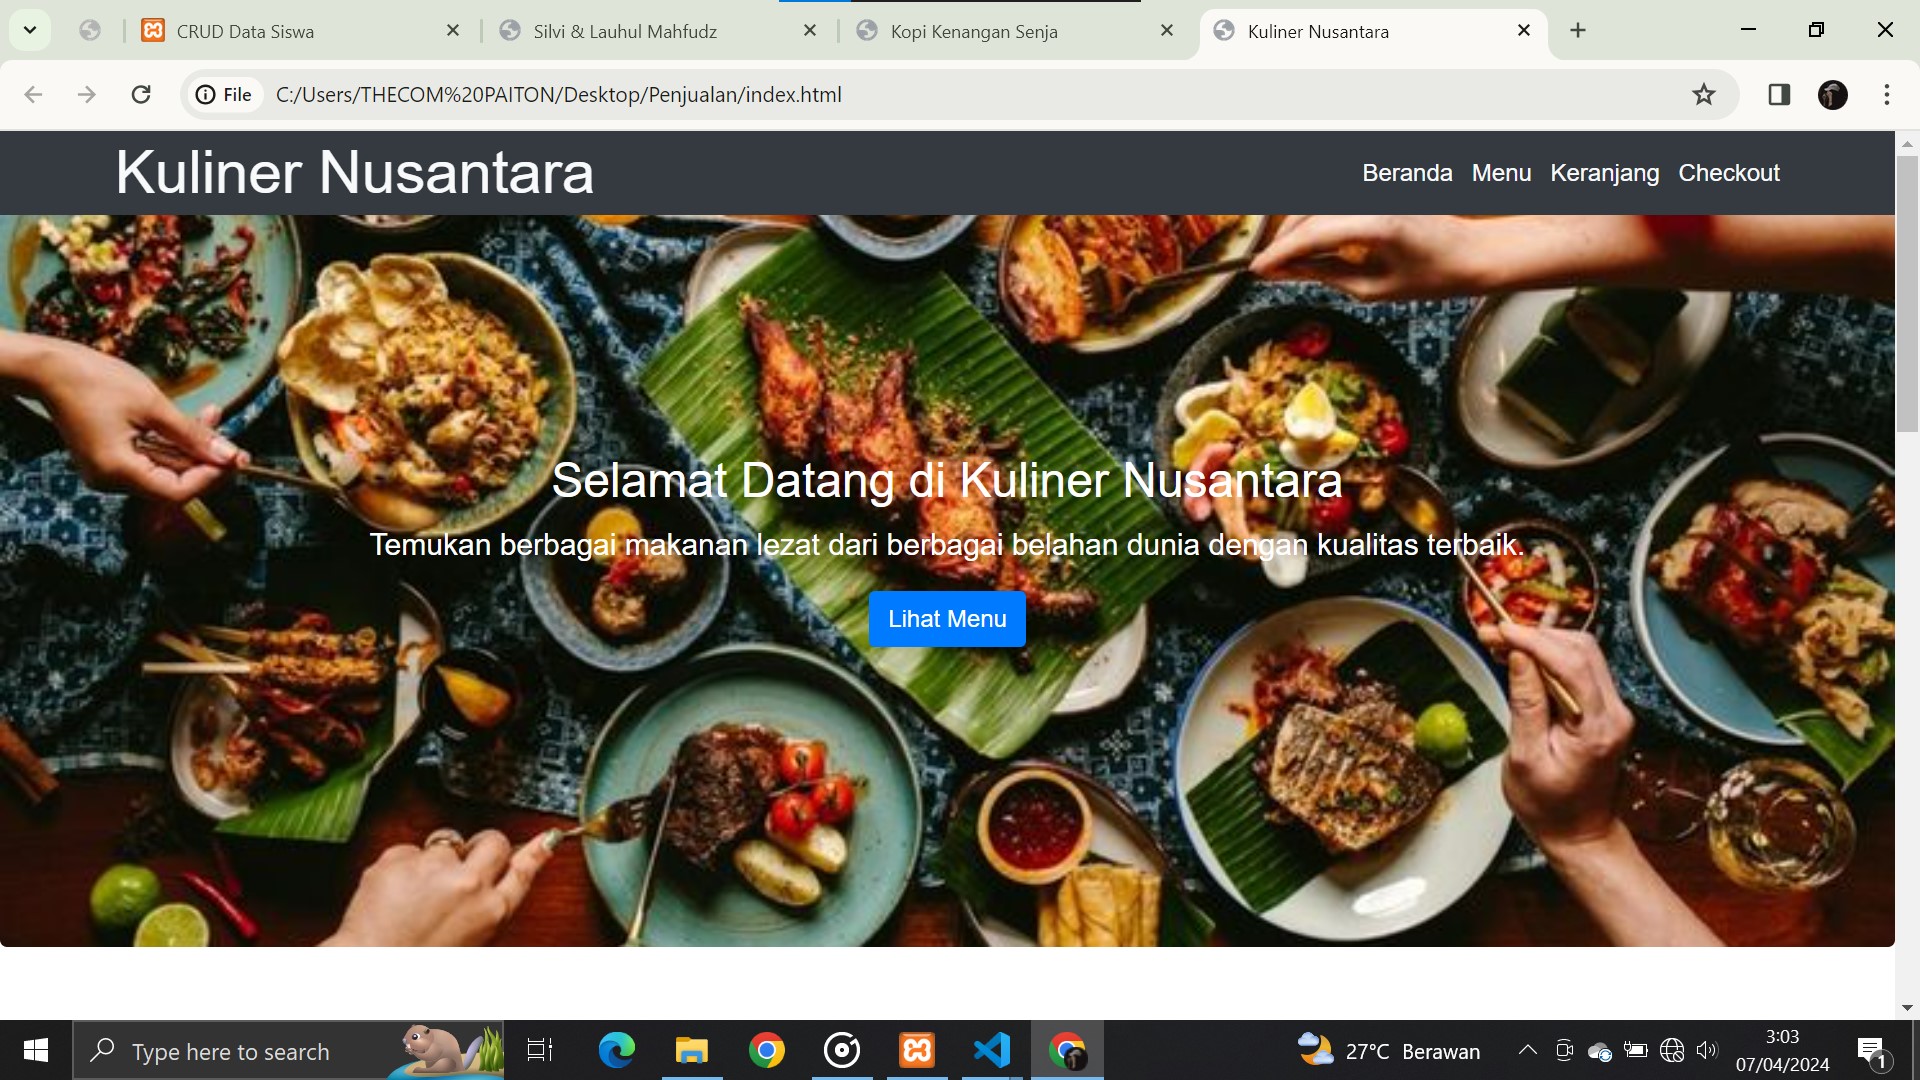 CRUD Data Siswa
Silvi & Lauhul Mahfudz
Kopi Kenangan Senja
Kuliner Nusantara
File
C:/Users/THECOM%20PAITON/Desktop/Penjualan/index.html
Kuliner Nusantara
Beranda Menu Keranjang Checkout
Selamat Datang di Kuliner Nusantara
Temukan berbagai makanan lezat dari berbagai belahan dunia dengan kualitas terbaik.
Lihat Menu
Type here to search
27°C Berawan
3:03
07/04/2024
1